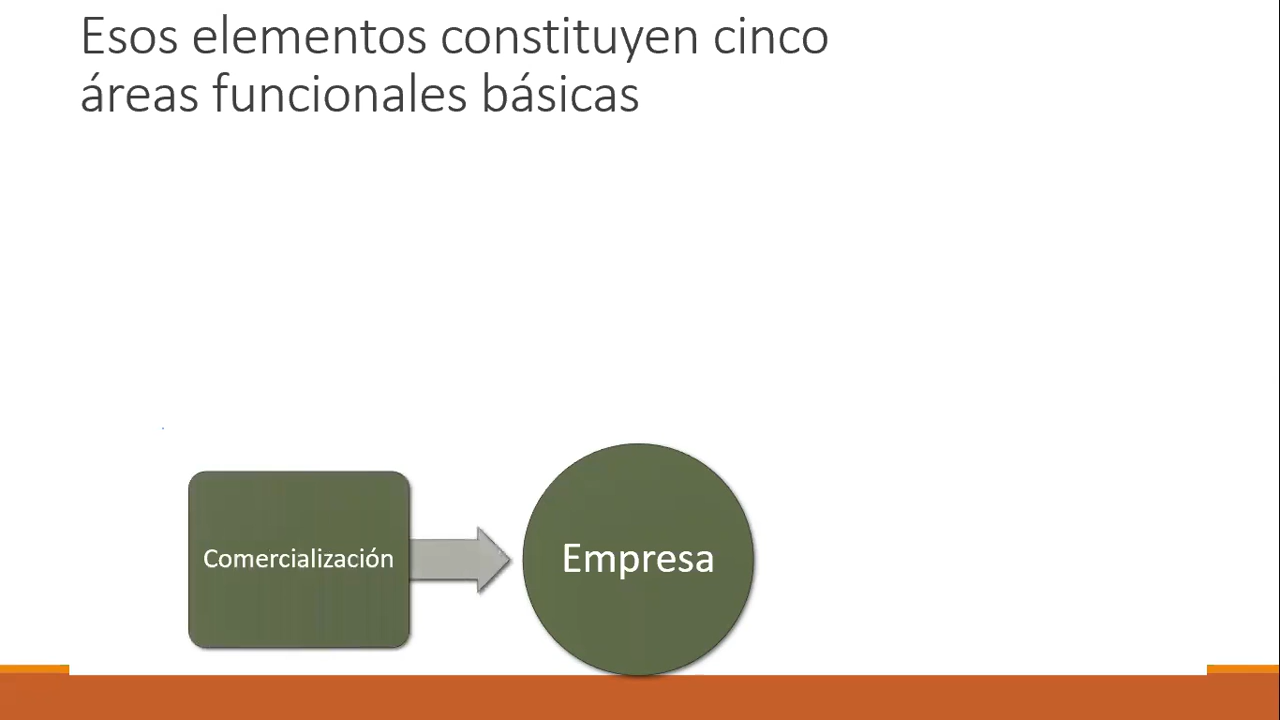 Esos elementos constituyen cinco
áreas funcionales básicas
Comercialización
Empresa